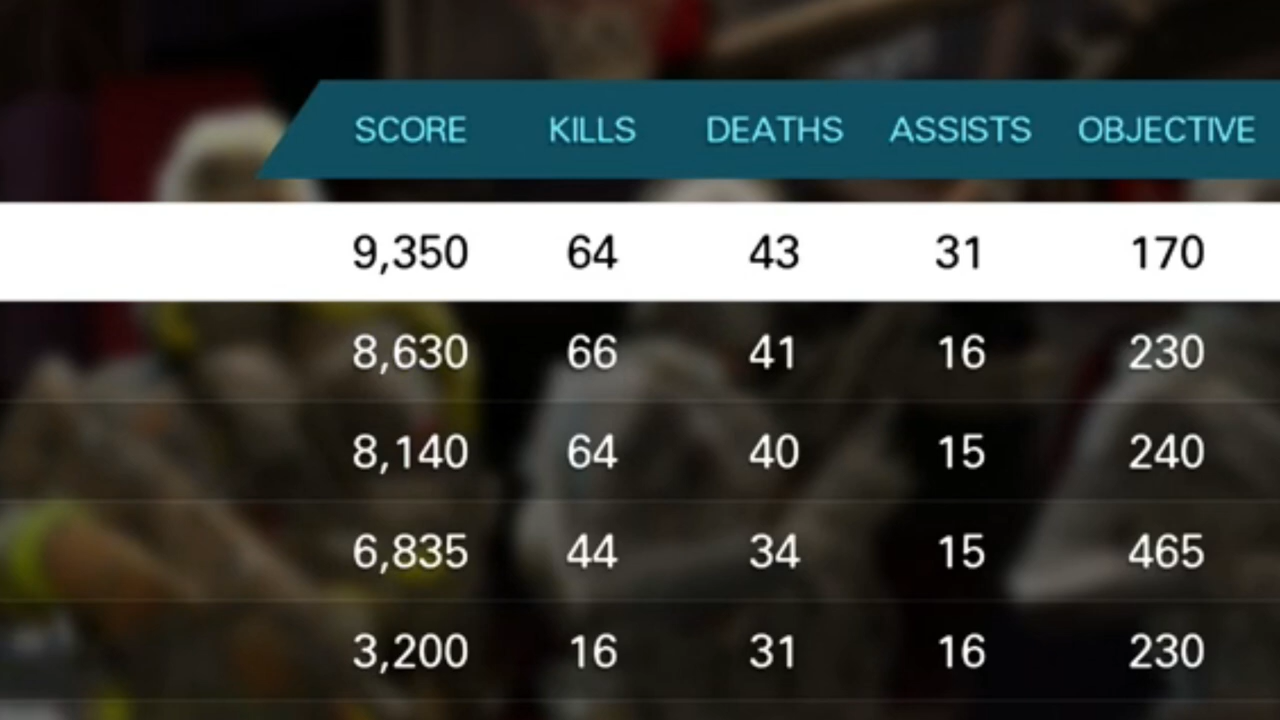 SCORE KILLS DEATHS ASSISTS OBJECTIVE
9,350 64 43 31 170
8,630 66 41 16 230
8,140 64 40 15 240
6,835 44 34 15 465
3,200 16 31 16 230